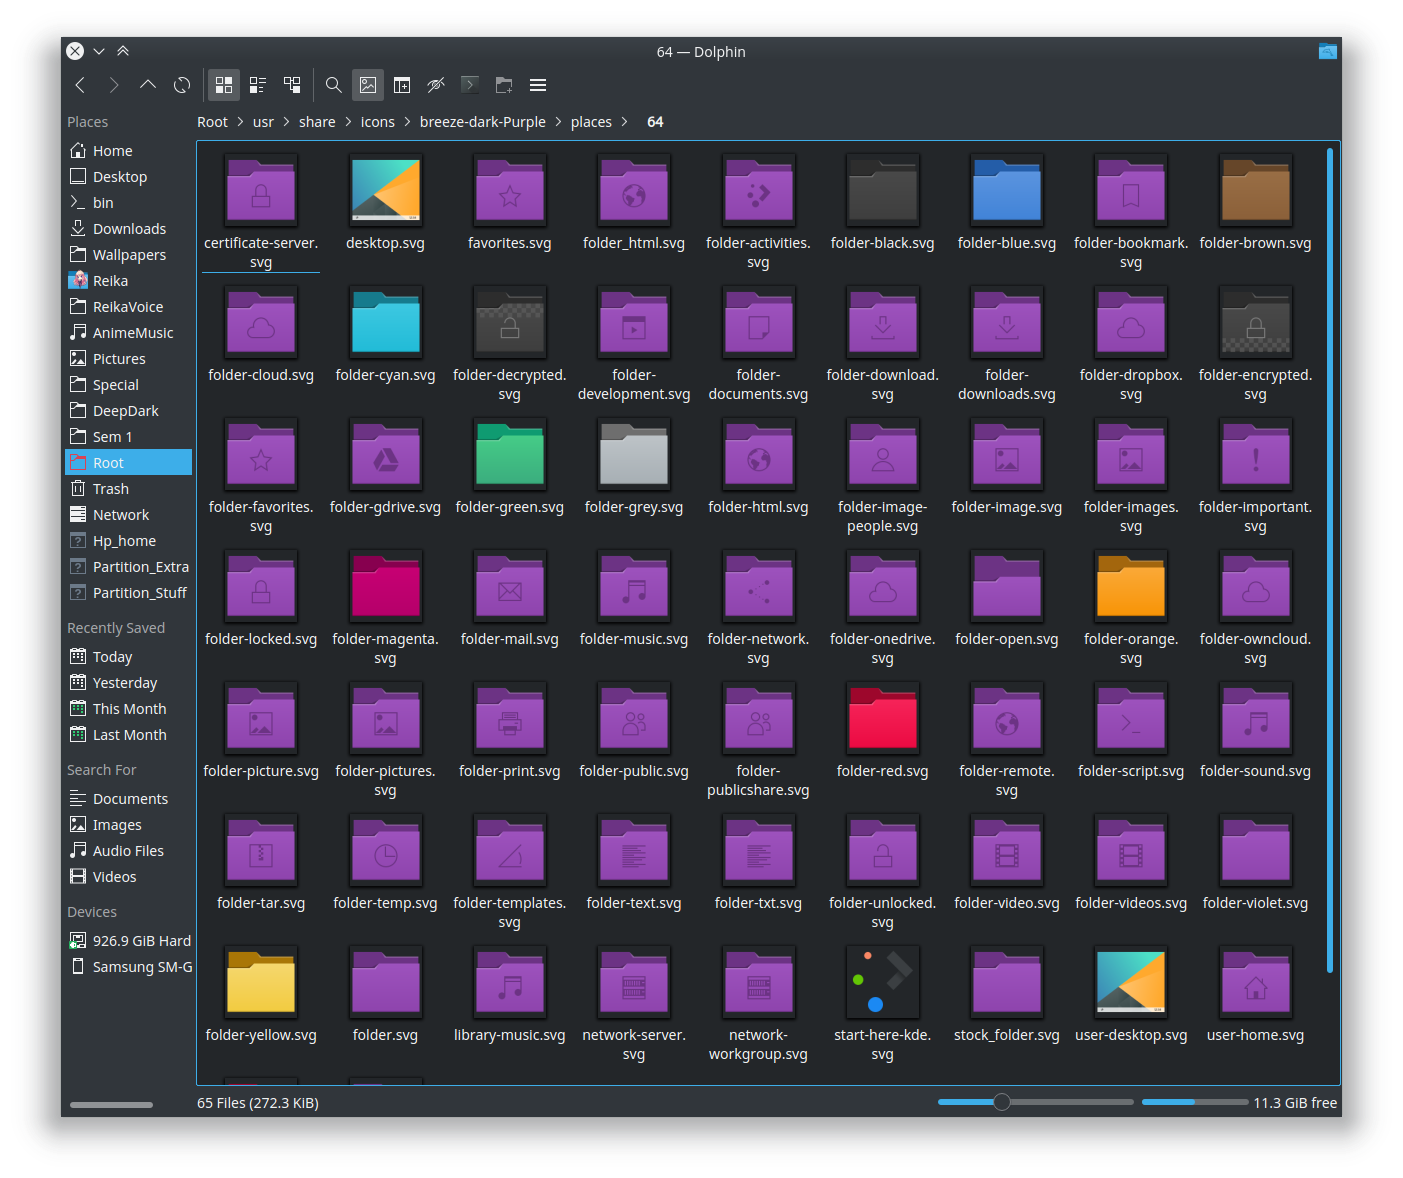 64 — Dolphin
Places
Root > usr > share > icons > breeze-dark-Purple > places > 64
Home
Desktop
bin
Downloads
Wallpapers
Reika
ReikaVoice
AnimeMusic
Pictures
Special
DeepDark
Sem 1
Root
Trash
Network
Hp_home
Partition_Extra
Partition_Stuff
Recently Saved
Today
Yesterday
This Month
Last Month
Search For
Documents
Images
Audio Files
Videos
Devices
926.9 GiB Hard
Samsung SM-G
certificate-server.
svg
desktop.svg
favorites.svg
folder_html.svg
folder-activities.
svg
folder-black.svg
folder-blue.svg
folder-bookmark.
svg
folder-brown.svg
folder-cloud.svg
folder-cyan.svg
folder-decrypted.
svg
folder-
development.svg
folder-
documents.svg
folder-download.
svg
folder-
downloads.svg
folder-dropbox.
svg
folder-encrypted.
svg
folder-favorites.
svg
folder-gdrive.svg
folder-green.svg
folder-grey.svg
folder-html.svg
folder-image-
people.svg
folder-image.svg
folder-images.
svg
folder-important.
svg
folder-locked.svg
folder-magenta.
svg
folder-mail.svg
folder-music.svg
folder-network.
svg
folder-onedrive.
svg
folder-open.svg
folder-orange.
svg
folder-owncloud.
svg
folder-picture.svg
folder-pictures.
svg
folder-print.svg
folder-public.svg
folder-
publicshare.svg
folder-red.svg
folder-remote.
svg
folder-script.svg
folder-sound.svg
folder-tar.svg
folder-temp.svg
folder-templates.
svg
folder-text.svg
folder-txt.svg
folder-unlocked.
svg
folder-video.svg
folder-videos.svg
folder-violet.svg
folder-yellow.svg
folder.svg
library-music.svg
network-server.
svg
network-
workgroup.svg
start-here-kde.
svg
stock_folder.svg
user-desktop.svg
user-home.svg
65 Files (272.3 KiB)
11.3 GiB free